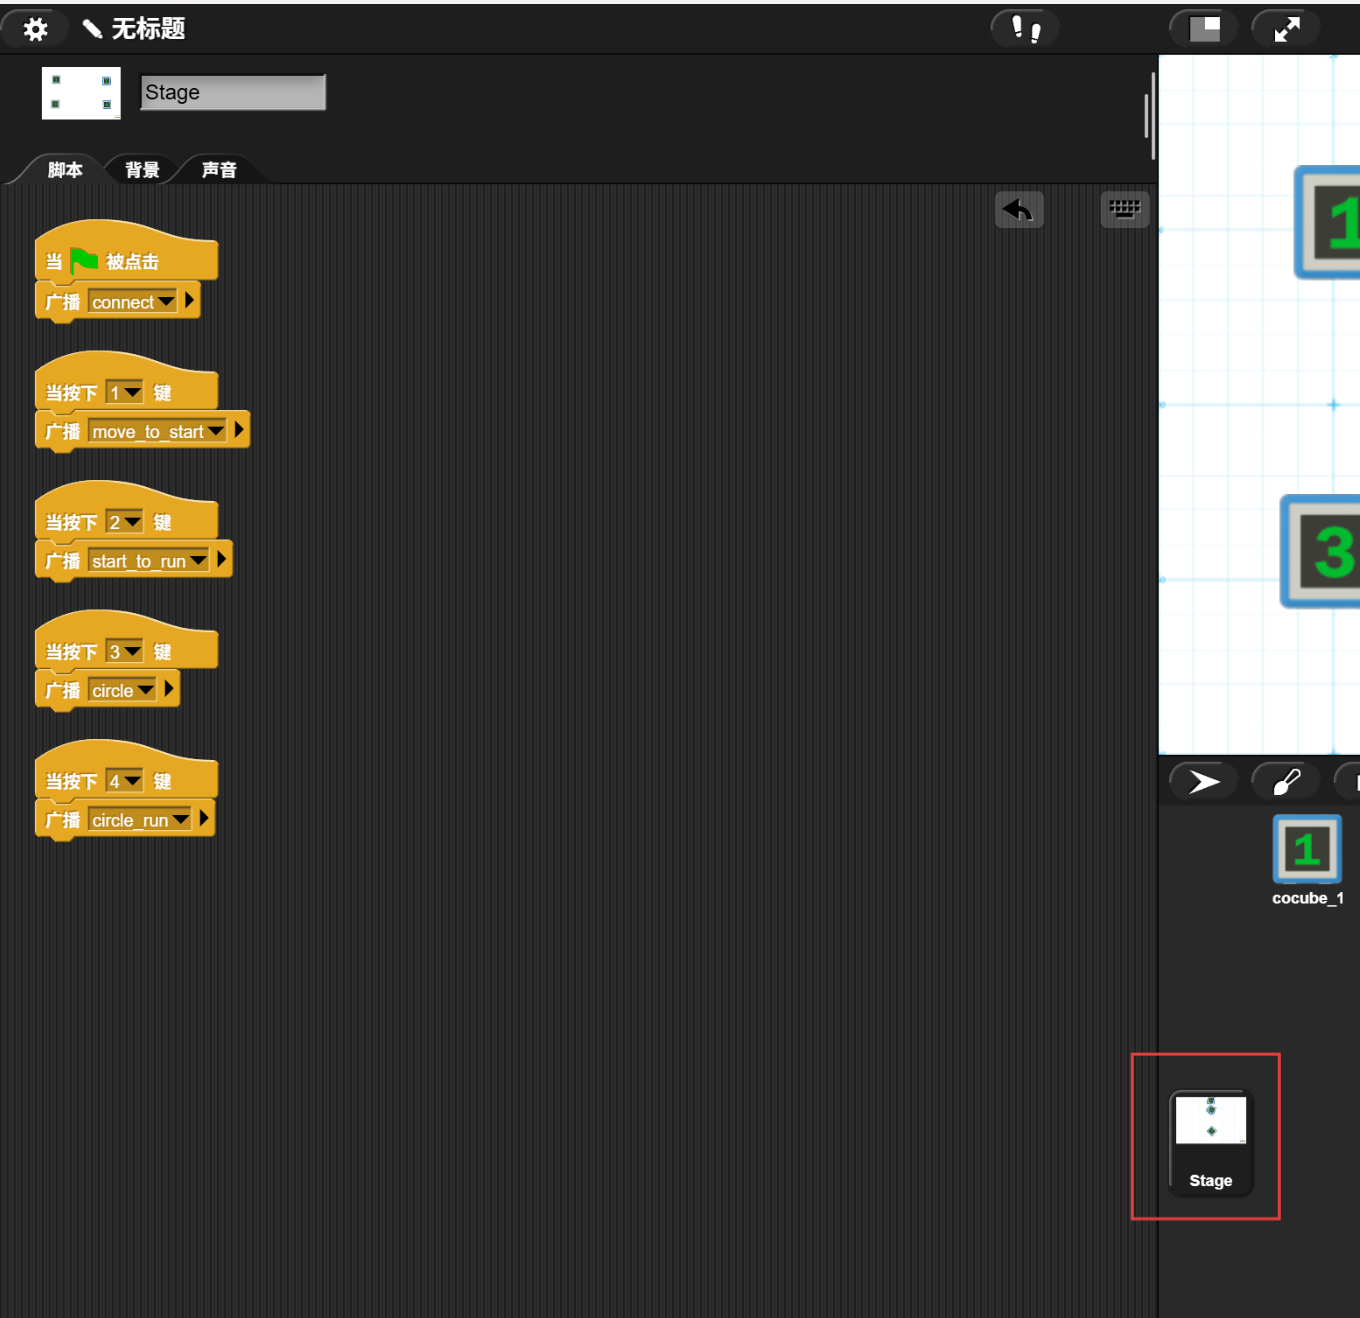 无标题
Stage
脚本 背景 声音
当 被点击
广播 connect
当按下 1 键
广播 move_to_start
当按下 2 键
广播 start_to_run
当按下 3 键
广播 circle
当按下 4 键
广播 circle_run
1
3
1
cocube_1
Stage